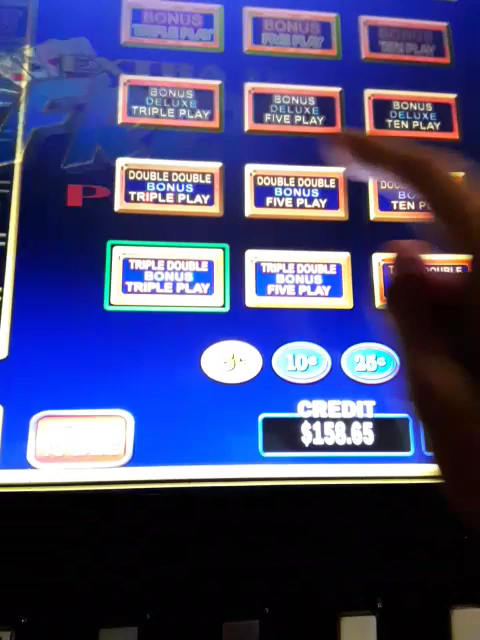 BONUS
TRIPLE PLAY
BONUS
FIVE PLAY
BONUS
TEN PLAY
BONUS
DELUXE
TRIPLE PLAY
BONUS
DELUXE
FIVE PLAY
BONUS
DELUXE
TEN PLAY
P
DOUBLE DOUBLE
BONUS
TRIPLE PLAY
DOUBLE DOUBLE
BONUS
FIVE PLAY
TRIPLE DOUBLE
BONUS
TRIPLE PLAY
TRIPLE DOUBLE
BONUS
FIVE PLAY
10¢
25¢
CREDIT
$158.65